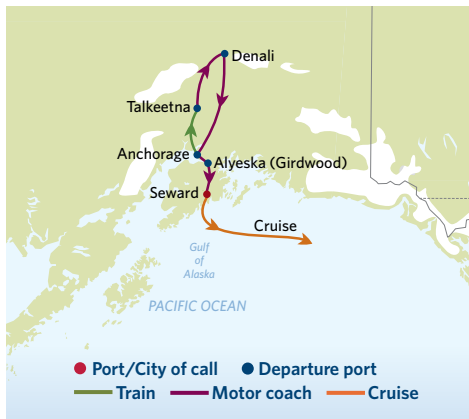 Denali
Talkeetna
Anchorage
Alyeska (Girdwood)
Seward
Cruise
Gulf
of
Alaska
PACIFIC OCEAN
Port/City of call Departure port
Train Motor coach Cruise